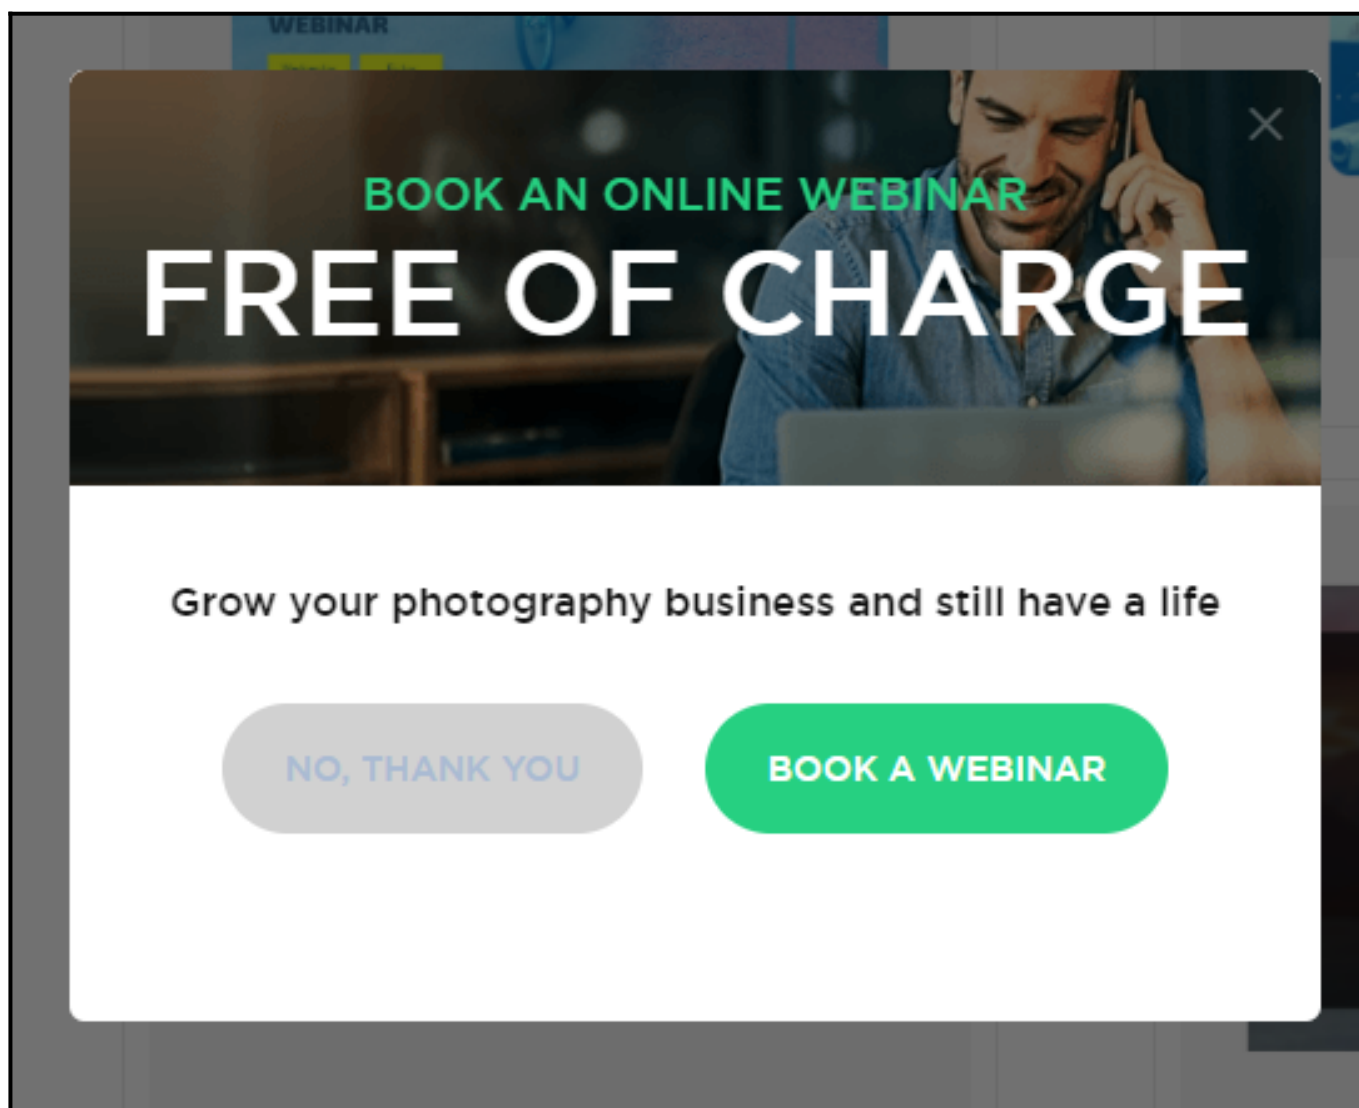 WEBINAR
BOOK AN ONLINE WEBINAR
FREE OF CHARGE
Grow your photography business and still have a life
NO, THANK YOU
BOOK A WEBINAR